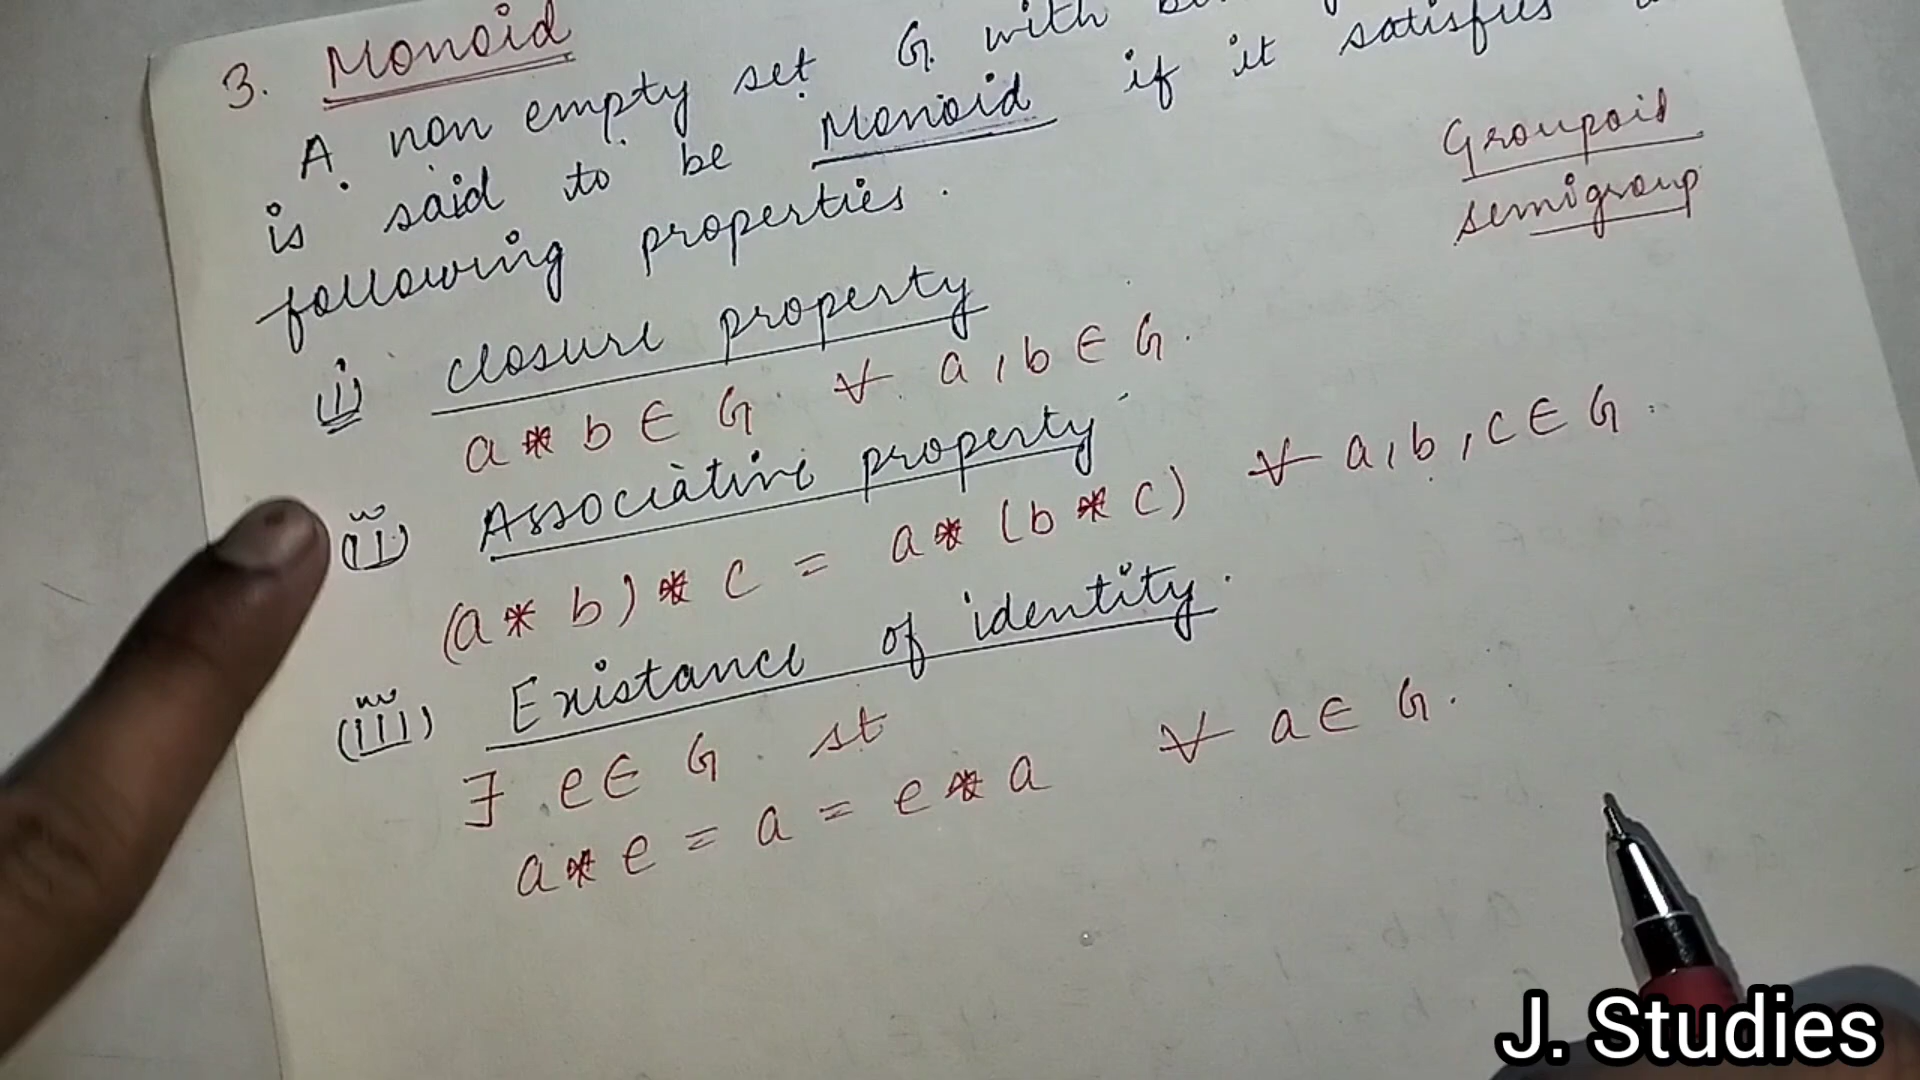 3. Monoid
A non empty set G with
is said to be Monoid if it satisfies
following properties.
Groupoid
semigroup
(i) closure property
a * b ∈ G ∀ a, b ∈ G.
(ii) Associative property
(a * b) * c = a * (b * c) ∀ a, b, c ∈ G.
(iii) Existance of identity.
∃ e ∈ G st
a * e = a = e * a ∀ a ∈ G.
J. Studies